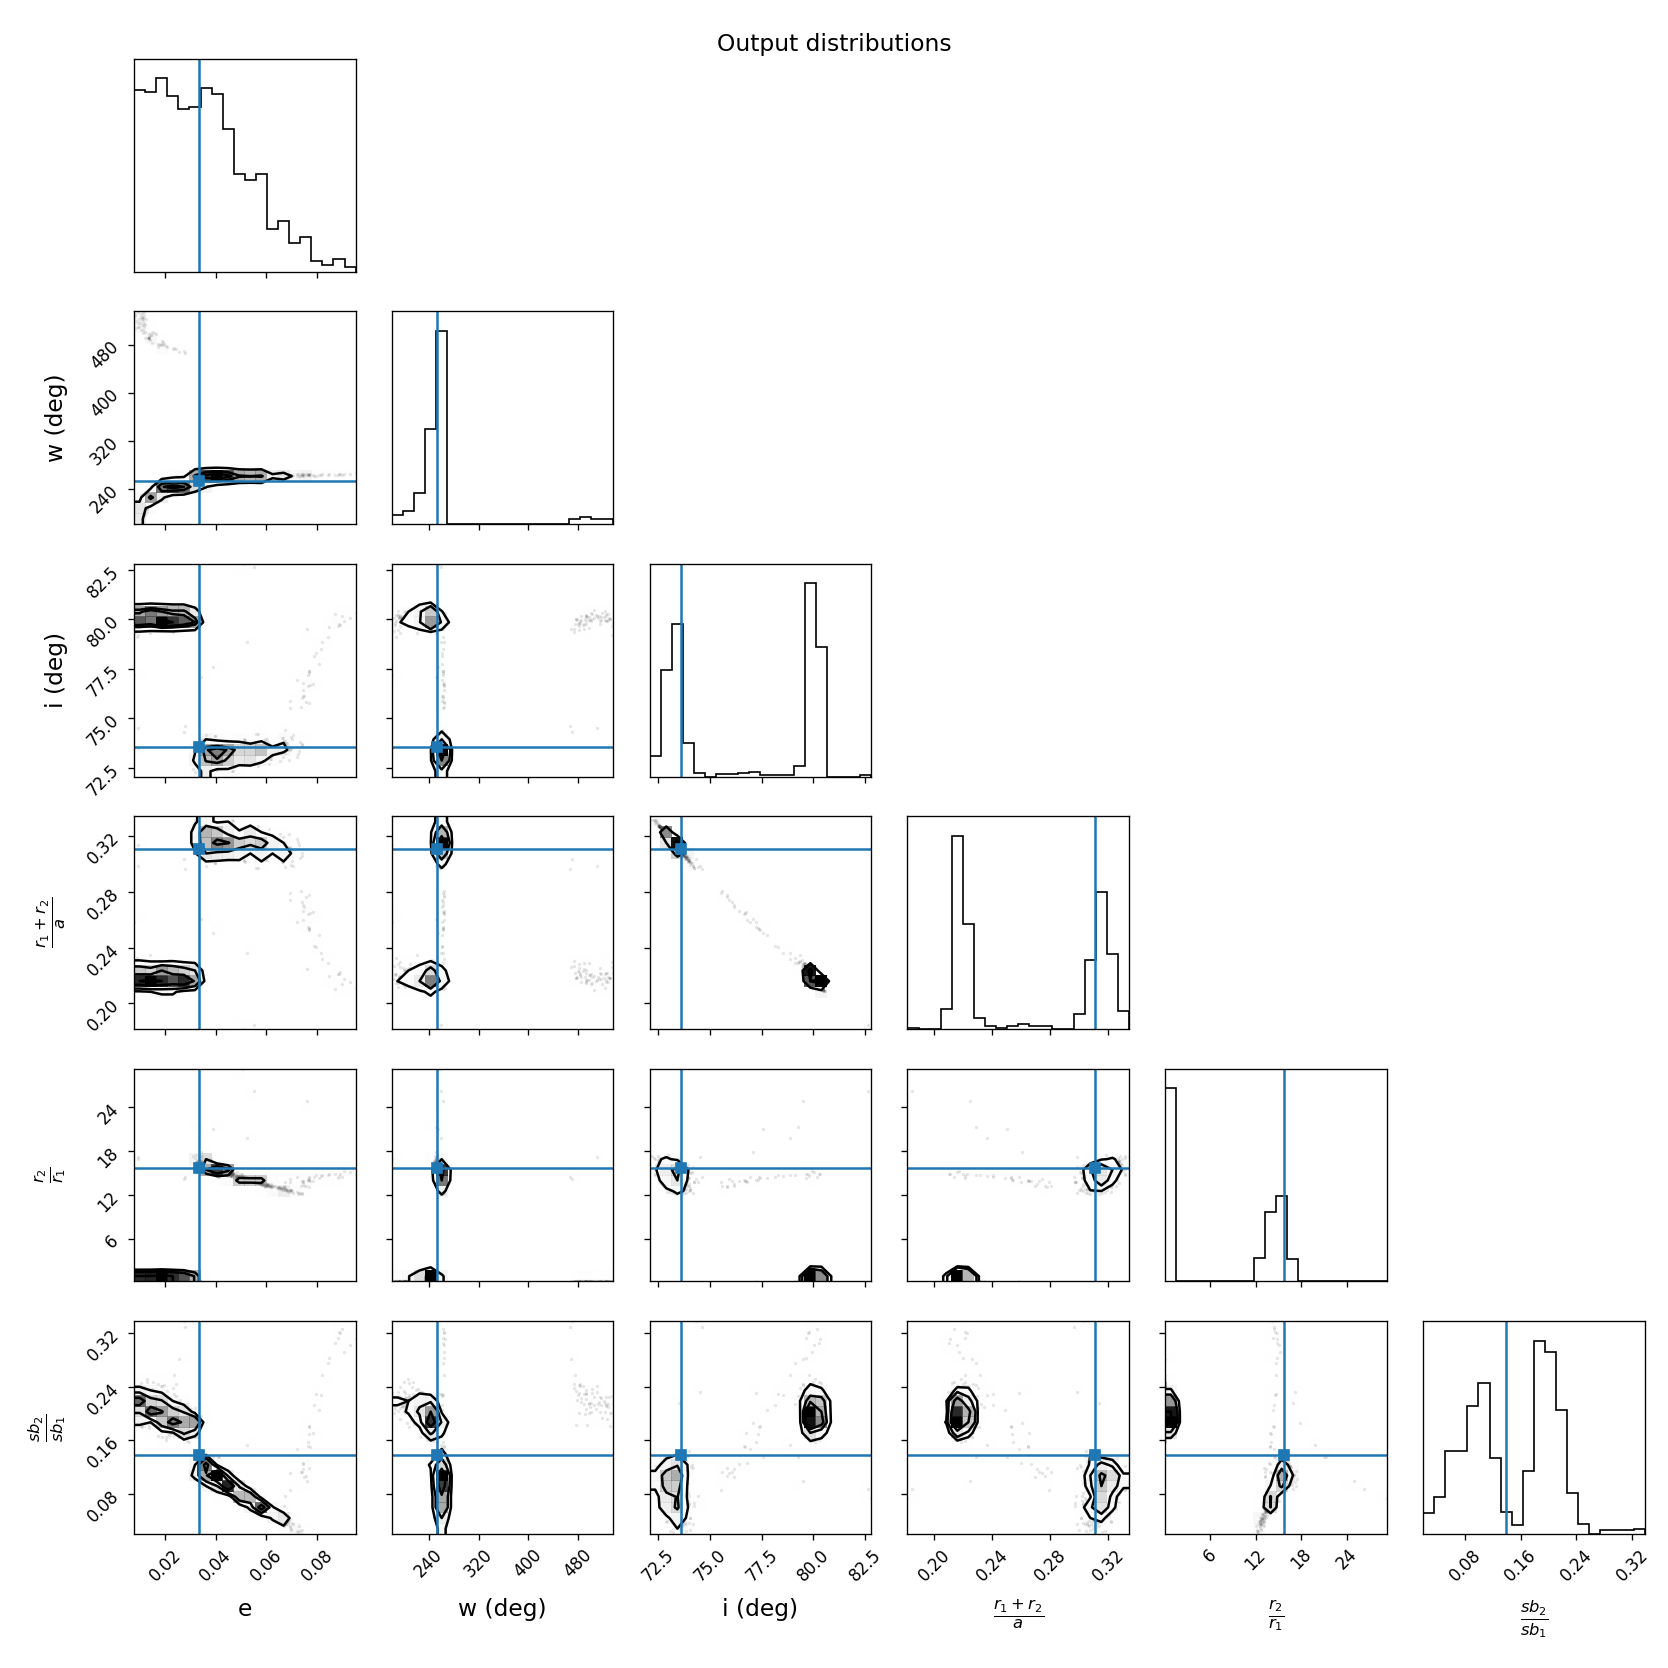 Output distributions
480
400
320
240
w (deg)
82.5
80.0
77.5
75.0
72.5
i (deg)
0.32
0.28
0.24
0.20
r₁ + r₂
a
24
18
12
6
r₂
r₁
0.32
0.24
0.16
0.08
sb₂
sb₁
0.02 0.04 0.06 0.08
240 320 400 480
72.5 75.0 77.5 80.0 82.5
0.20 0.24 0.28 0.32
6 12 18 24
0.08 0.16 0.24 0.32
e
w (deg)
i (deg)
r₁ + r₂
a
r₂
r₁
sb₂
sb₁